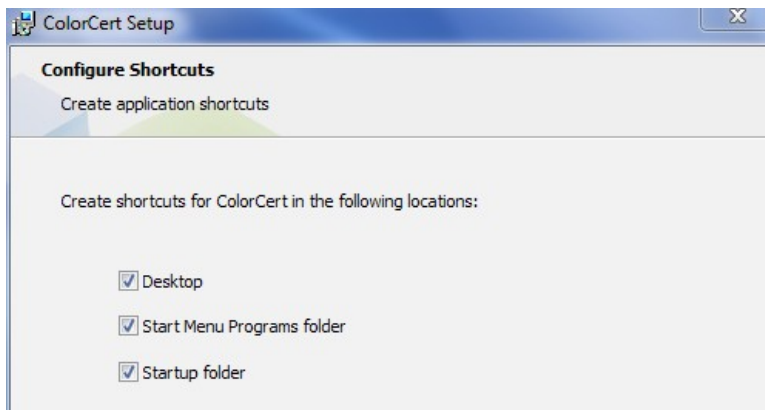 ColorCert Setup
Configure Shortcuts
Create application shortcuts
Create shortcuts for ColorCert in the following locations:
Desktop
Start Menu Programs folder
Startup folder